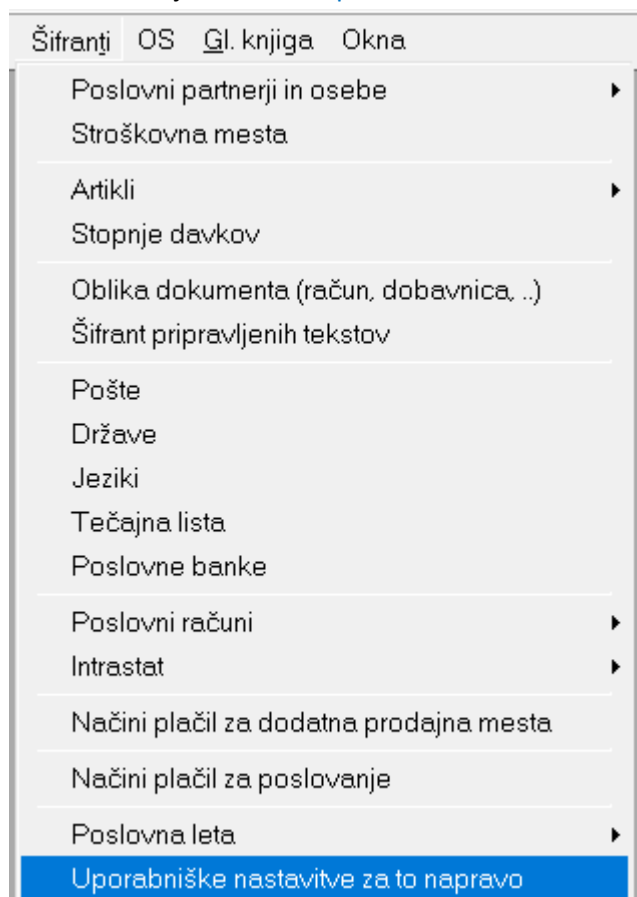 Šifranti OS Gl. knjiga Okna
Poslovni partnerji in osebe
Stroškovna mesta
Artikli
Stopnje davkov
Oblika dokumenta (račun, dobavnica, ..)
Šifrant pripravljenih tekstov
Pošte
Države
Jeziki
Tečajna lista
Poslovne banke
Poslovni računi
Intrastat
Načini plačil za dodatna prodajna mesta
Načini plačil za poslovanje
Poslovna leta
Uporabniške nastavitve za to napravo